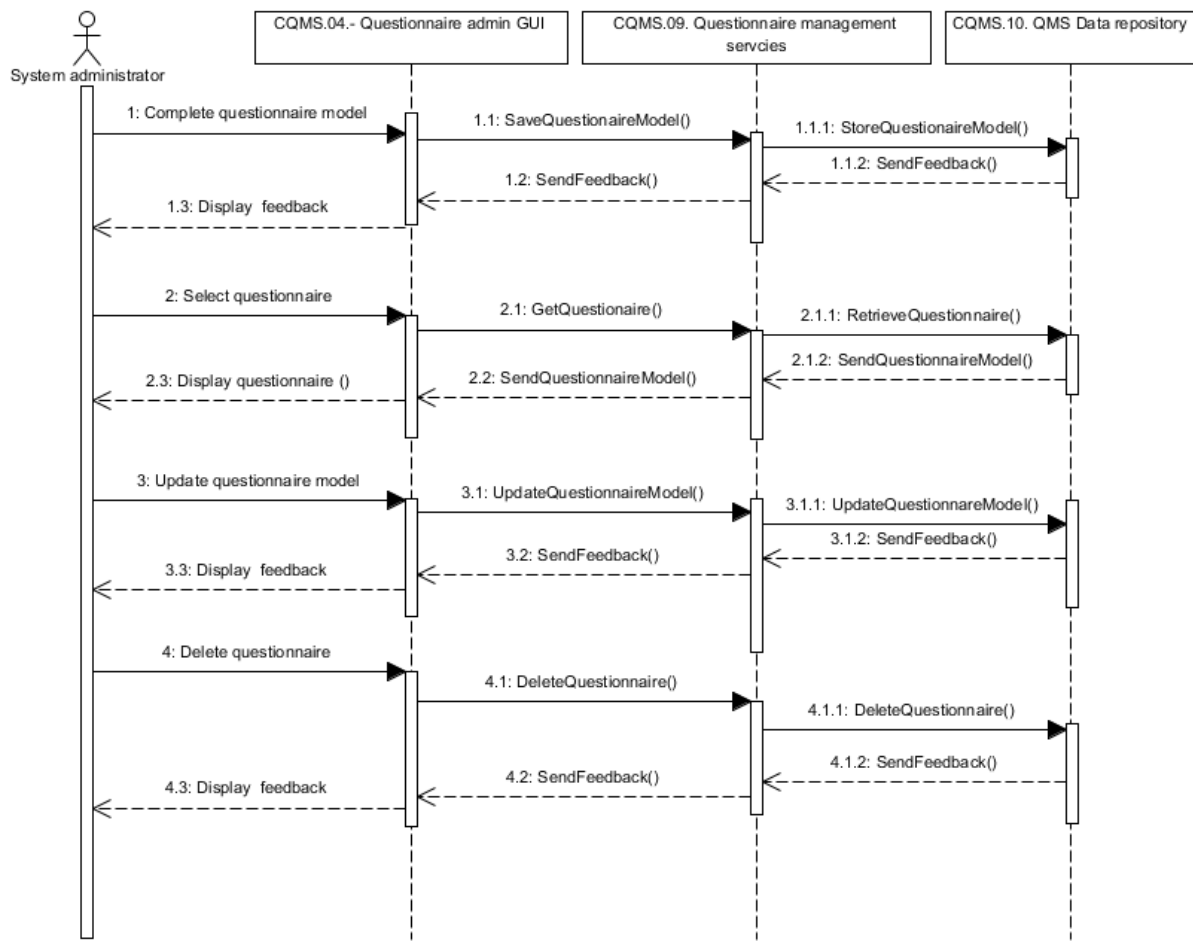 CQMS.04.- Questionnaire admin GUI
CQMS.09. Questionnaire management
servcies
CQMS.10. QMS Data repository
System administrator
1: Complete questionnaire model
1.1: SaveQuestionaireModel()
1.1.1: StoreQuestionaireModel()
1.1.2: SendFeedback()
1.2: SendFeedback()
1.3: Display feedback
2: Select questionnaire
2.1: GetQuestionaire()
2.1.1: RetrieveQuestionnaire()
2.1.2: SendQuestionnaireModel()
2.2: SendQuestionnaireModel()
2.3: Display questionnaire ()
3: Update questionnaire model
3.1: UpdateQuestionnaireModel()
3.1.1: UpdateQuestionnareModel()
3.1.2: SendFeedback()
3.2: SendFeedback()
3.3: Display feedback
4: Delete questionnaire
4.1: DeleteQuestionnaire()
4.1.1: DeleteQuestionnaire()
4.1.2: SendFeedback()
4.2: SendFeedback()
4.3: Display feedback